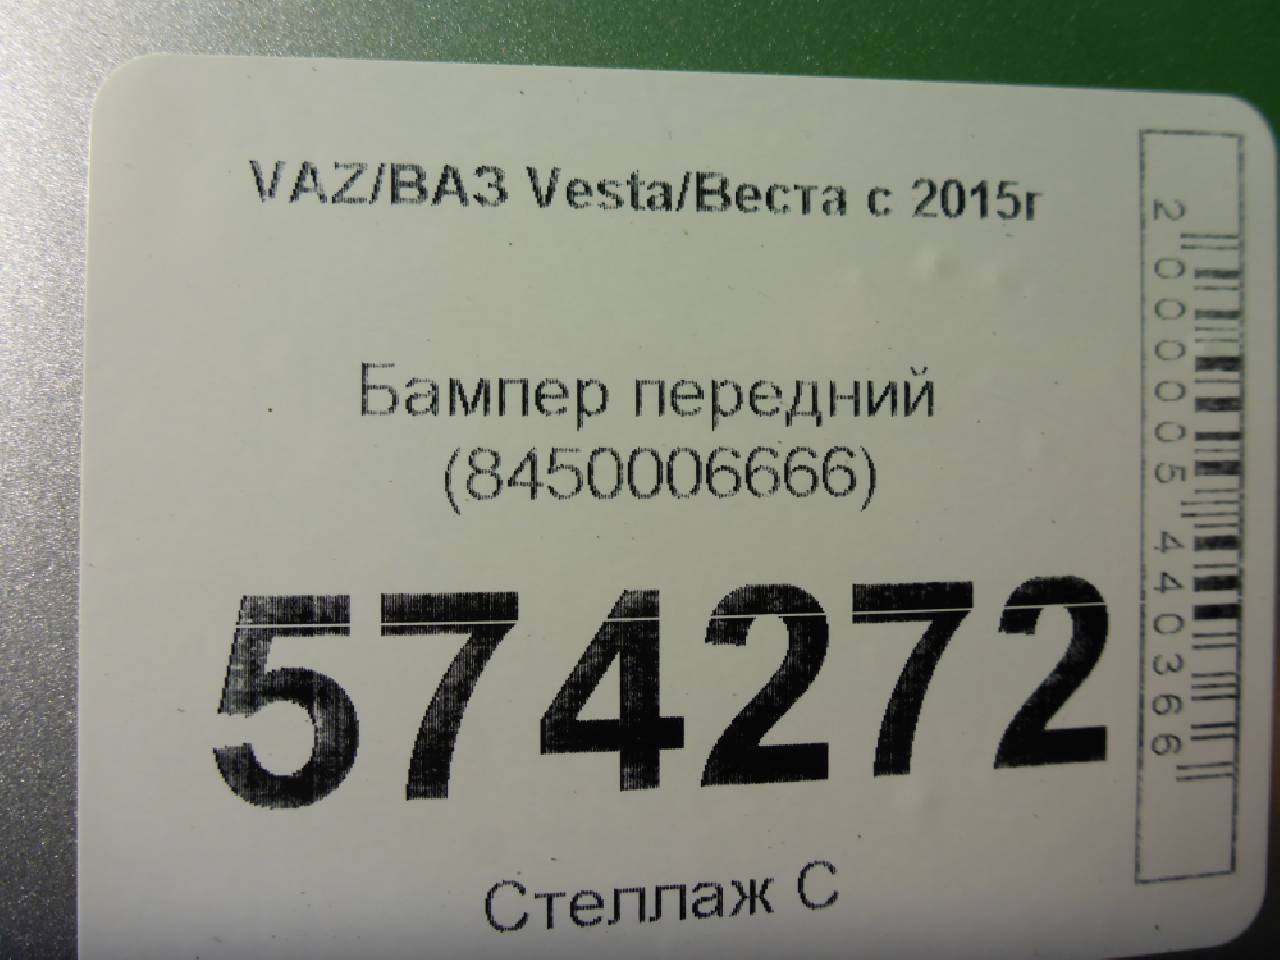 VAZ/ВАЗ Vesta/Веста с 2015г
Бампер передний
(8450006666)
574272
Стеллаж С
2000005440366